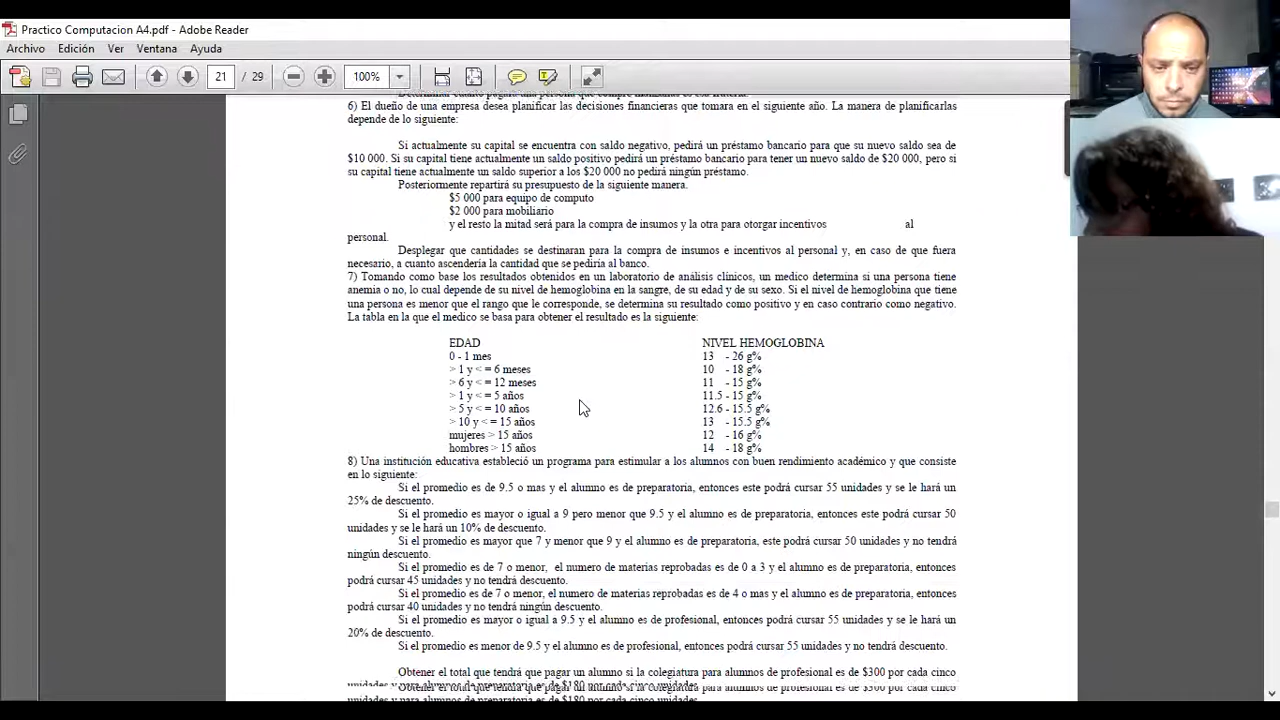 Practico Computacion A4.pdf - Adobe Reader
Archivo Edición Ver Ventana Ayuda
21 / 29 100%
6) El dueño de una empresa desea planificar las decisiones financieras que tomara en el siguiente año. La manera de planificarlas
depende de lo siguiente:
Si actualmente su capital se encuentra con saldo negativo, pedirá un préstamo bancario para que su nuevo saldo sea de
$10 000. Si su capital tiene actualmente un saldo positivo pedirá un préstamo bancario para tener un nuevo saldo de $20 000, pero si
su capital tiene actualmente un saldo superior a los $20 000 no pedirá ningún préstamo.
Posteriormente repartirá su presupuesto de la siguiente manera.
$5 000 para equipo de computo
$2 000 para mobiliario
y el resto la mitad será para la compra de insumos y la otra para otorgar incentivos al
personal.
Desplegar que cantidades se destinaran para la compra de insumos e incentivos al personal y, en caso de que fuera
necesario, a cuanto ascendería la cantidad que se pediría al banco.
7) Tomando como base los resultados obtenidos en un laboratorio de análisis clínicos, un medico determina si una persona tiene
anemia o no, lo cual depende de su nivel de hemoglobina en la sangre, de su edad y de su sexo. Si el nivel de hemoglobina que tiene
una persona es menor que el rango que le corresponde, se determina su resultado como positivo y en caso contrario como negativo.
La tabla en la que el medico se basa para obtener el resultado es la siguiente:
EDAD NIVEL HEMOGLOBINA
0 - 1 mes 13 - 26 g%
> 1 y < = 6 meses 10 - 18 g%
> 6 y < = 12 meses 11 - 15 g%
> 1 y < = 5 años 11.5 - 15 g%
> 5 y < = 10 años 12.6 - 15.5 g%
> 10 y < = 15 años 13 - 15.5 g%
mujeres > 15 años 12 - 16 g%
hombres > 15 años 14 - 18 g%
8) Una institución educativa estableció un programa para estimular a los alumnos con buen rendimiento académico y que consiste
en lo siguiente:
Si el promedio es de 9.5 o mas y el alumno es de preparatoria, entonces este podrá cursar 55 unidades y se le hará un
25% de descuento.
Si el promedio es mayor o igual a 9 pero menor que 9.5 y el alumno es de preparatoria, entonces este podrá cursar 50
unidades y se le hará un 10% de descuento.
Si el promedio es mayor que 7 y menor que 9 y el alumno es de preparatoria, este podrá cursar 50 unidades y no tendrá
ningún descuento.
Si el promedio es de 7 o menor, el numero de materias reprobadas es de 0 a 3 y el alumno es de preparatoria, entonces
podrá cursar 45 unidades y no tendrá descuento.
Si el promedio es de 7 o menor, el numero de materias reprobadas es de 4 o mas y el alumno es de preparatoria, entonces
podrá cursar 40 unidades y no tendrá ningún descuento.
Si el promedio es mayor o igual a 9.5 y el alumno es de profesional, entonces podrá cursar 55 unidades y se le hará un
20% de descuento.
Si el promedio es menor de 9.5 y el alumno es de profesional, entonces podrá cursar 55 unidades y no tendrá descuento.
Obtener el total que tendrá que pagar un alumno si la colegiatura para alumnos de profesional es de $300 por cada cinco